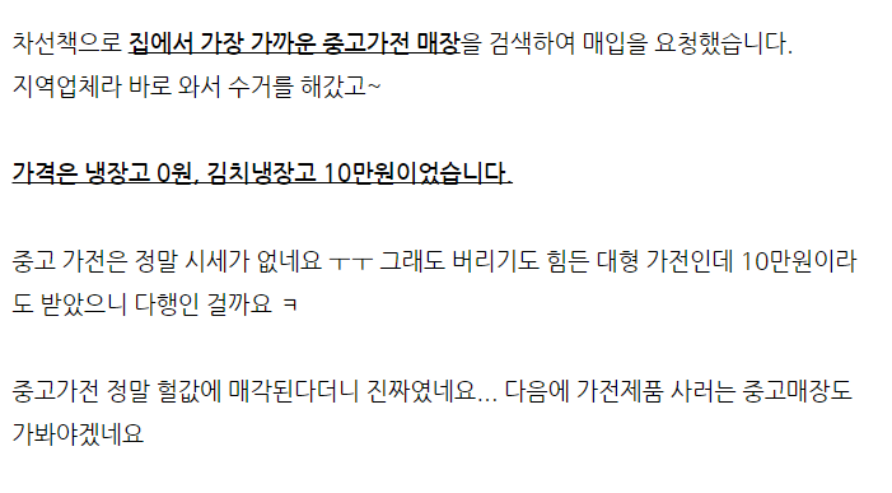 차선책으로 집에서 가장 가까운 중고가전 매장을 검색하여 매입을 요청했습니다.
지역업체라 바로 와서 수거를 해갔고~
가격은 냉장고 0원, 김치냉장고 10만원이었습니다.
중고 가전은 정말 시세가 없네요 ㅜㅜ 그래도 버리기도 힘든 대형 가전인데 10만원이라
도 받았으니 다행인 걸까요 ㅋ
중고가전 정말 헐값에 매각된다더니 진짜였네요... 다음에 가전제품 사러는 중고매장도
가봐야겠네요